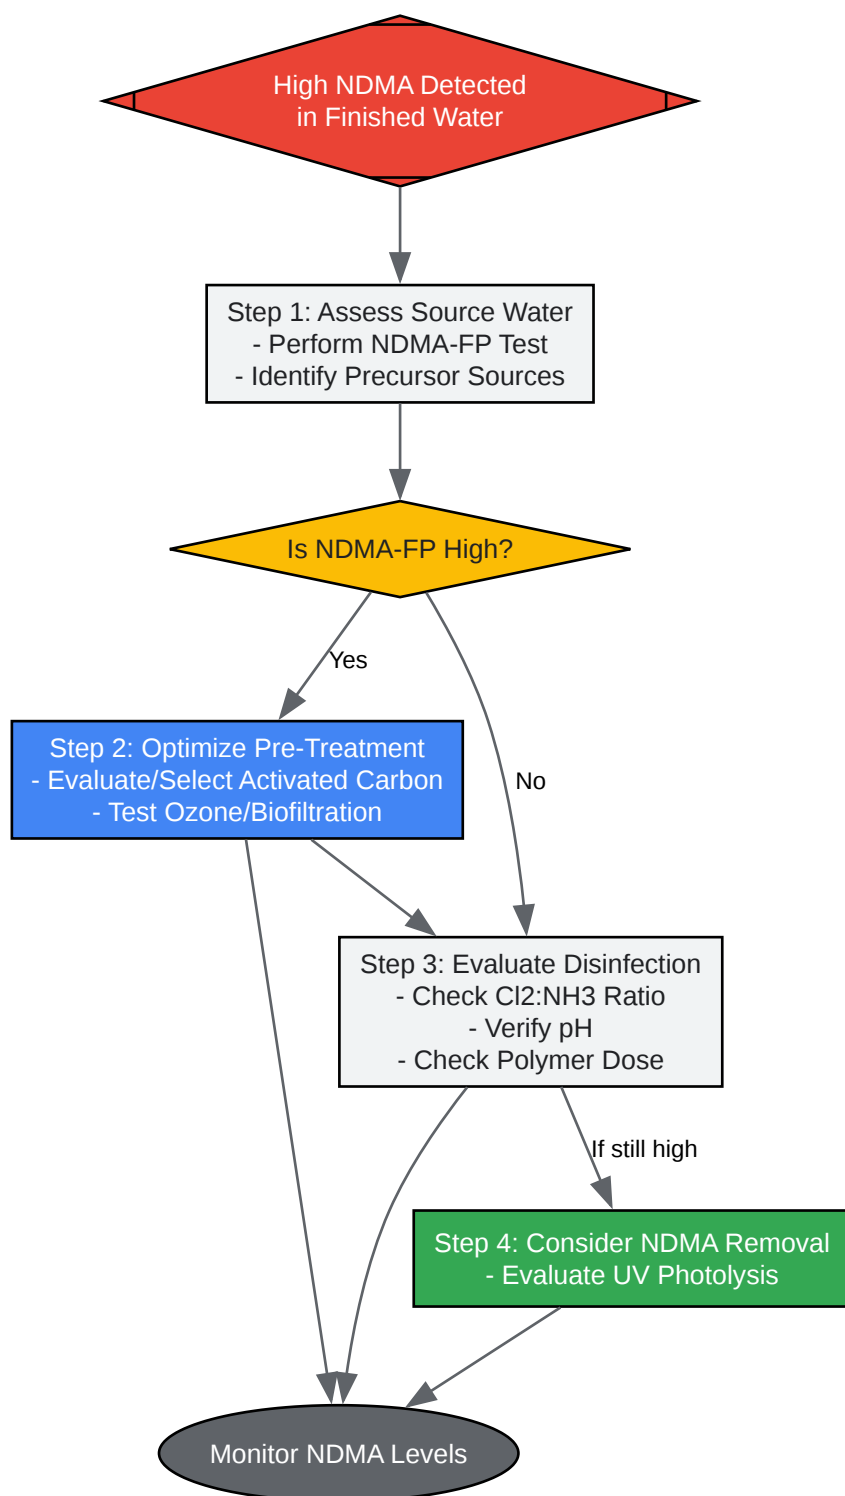 High NDMA Detected
in Finished Water
Step 1: Assess Source Water
- Perform NDMA-FP Test
- Identify Precursor Sources
Is NDMA-FP High?
Yes
Step 2: Optimize Pre-Treatment
- Evaluate/Select Activated Carbon
- Test Ozone/Biofiltration
No
Step 3: Evaluate Disinfection
- Check Cl2:NH3 Ratio
- Verify pH
- Check Polymer Dose
If still high
Step 4: Consider NDMA Removal
- Evaluate UV Photolysis
Monitor NDMA Levels